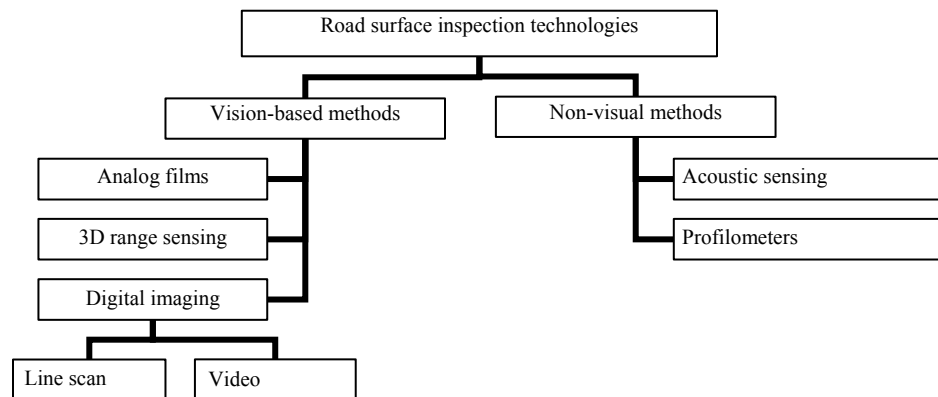 Road surface inspection technologies
Vision-based methods
Non-visual methods
Analog films
Acoustic sensing
3D range sensing
Profilometers
Digital imaging
Line scan
Video